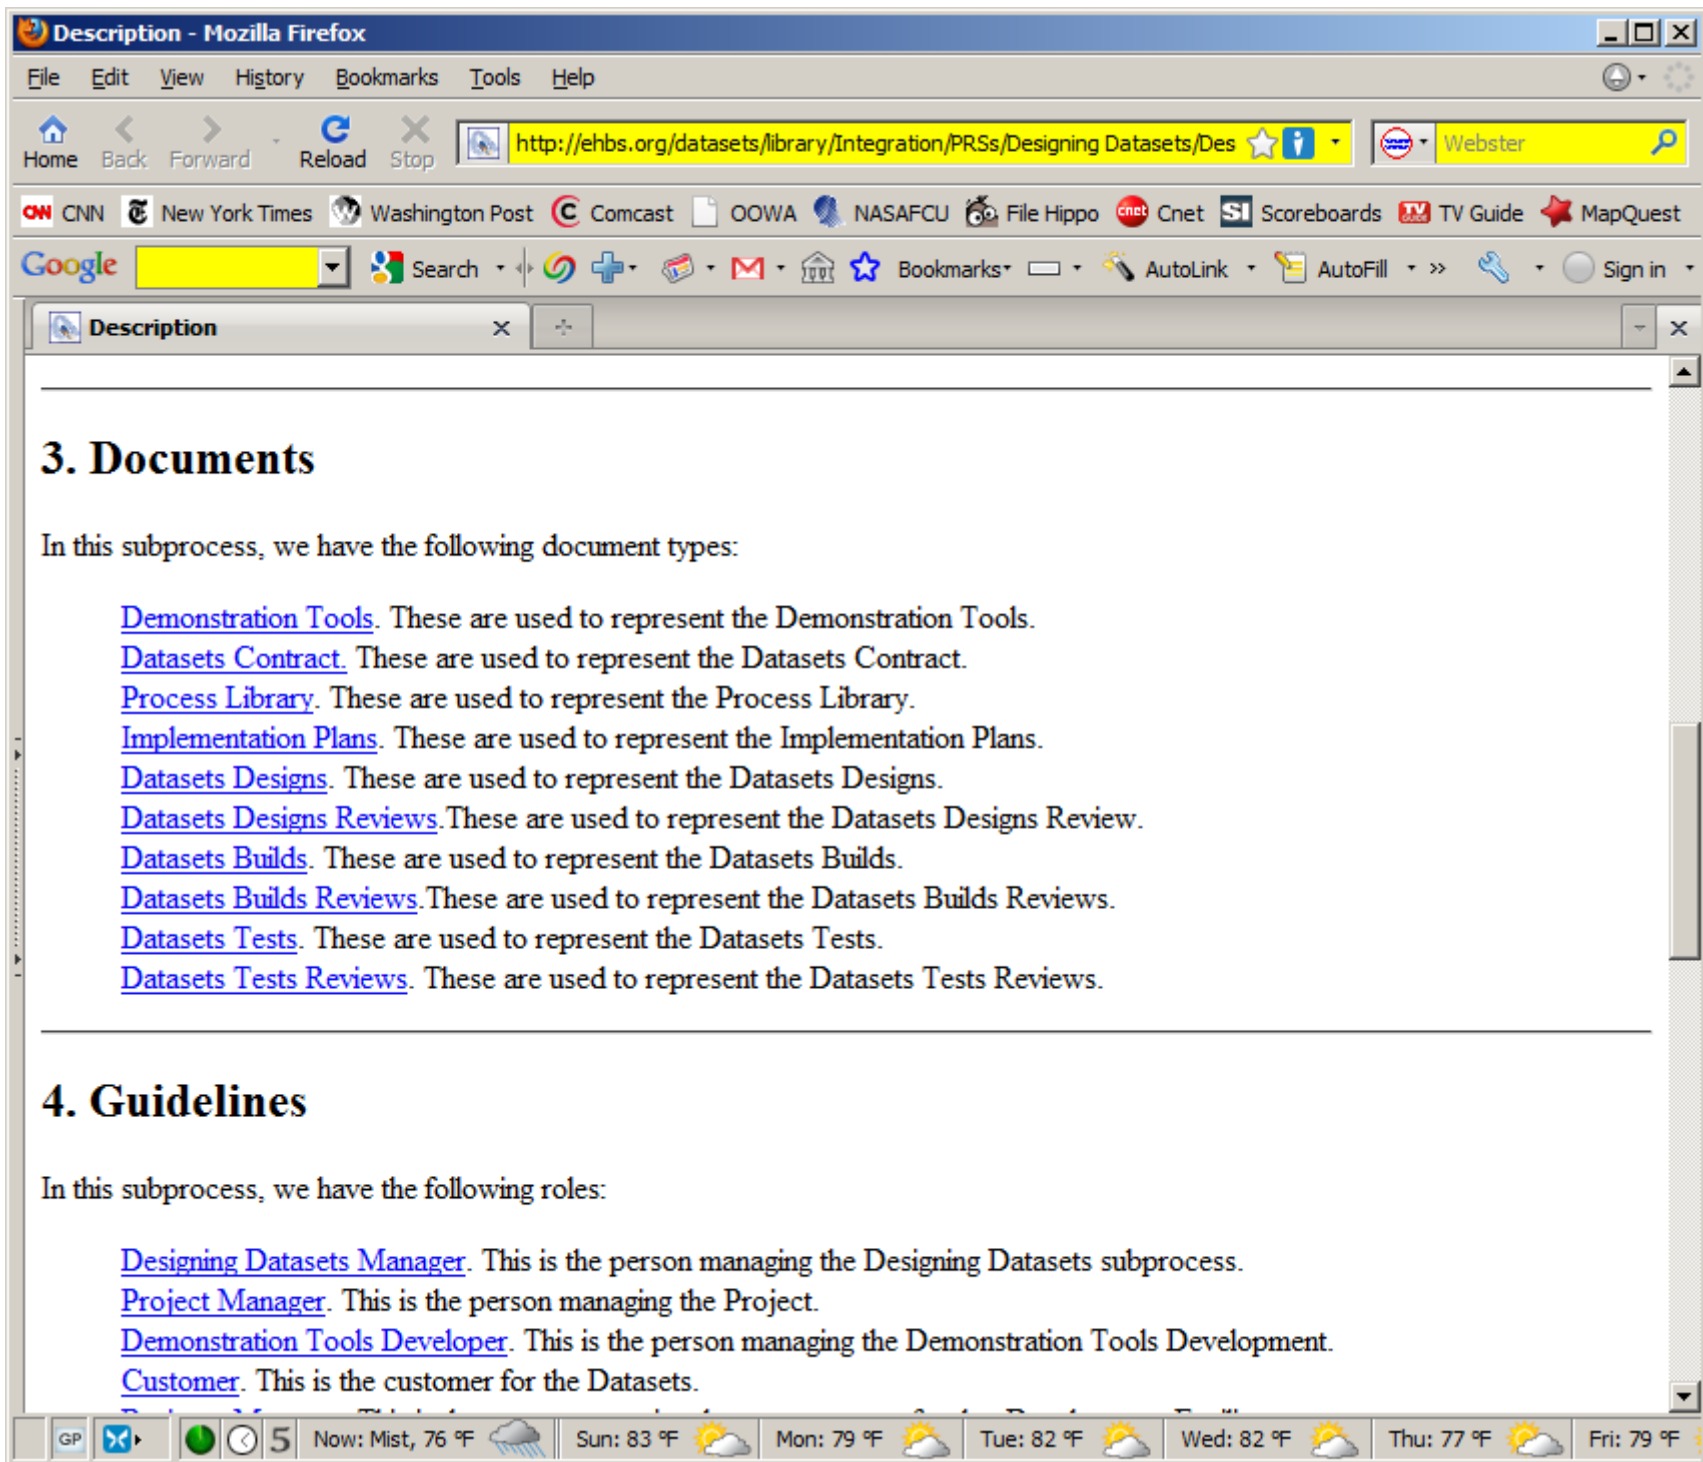 Description - Mozilla Firefox
File Edit View History Bookmarks Tools Help
Home Back Forward Reload Stop http://ehbs.org/datasets/library/Integration/PRSs/Designing Datasets/Des Webster
CNN CNN New York Times Washington Post Comcast OOWA NASAFCU File Hippo cnet Cnet SI Scoreboards TV GUIDE TV Guide MapQuest
Google Search Bookmarks AutoLink AutoFill » Sign in
Description
3. Documents
In this subprocess, we have the following document types:
Demonstration Tools. These are used to represent the Demonstration Tools.
Datasets Contract. These are used to represent the Datasets Contract.
Process Library. These are used to represent the Process Library.
Implementation Plans. These are used to represent the Implementation Plans.
Datasets Designs. These are used to represent the Datasets Designs.
Datasets Designs Reviews.These are used to represent the Datasets Designs Review.
Datasets Builds. These are used to represent the Datasets Builds.
Datasets Builds Reviews.These are used to represent the Datasets Builds Reviews.
Datasets Tests. These are used to represent the Datasets Tests.
Datasets Tests Reviews. These are used to represent the Datasets Tests Reviews.
4. Guidelines
In this subprocess, we have the following roles:
Designing Datasets Manager. This is the person managing the Designing Datasets subprocess.
Project Manager. This is the person managing the Project.
Demonstration Tools Developer. This is the person managing the Demonstration Tools Development.
Customer. This is the customer for the Datasets.
GP 5 Now: Mist, 76 °F Sun: 83 °F Mon: 79 °F Tue: 82 °F Wed: 82 °F Thu: 77 °F Fri: 79 °F